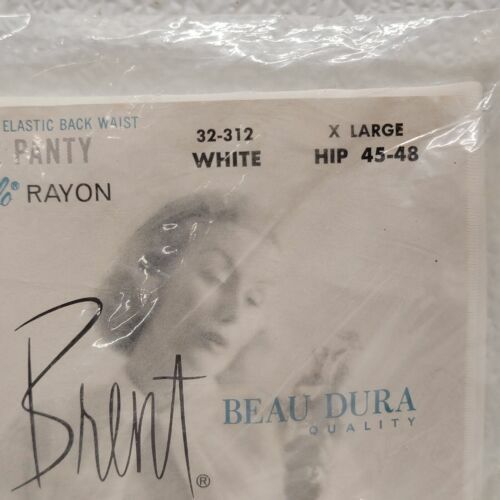 ELASTIC BACK WAIST
PANTY
32-312
WHITE
X LARGE
HIP 45-48
RAYON
Brent®
BEAU DURA
QUALITY